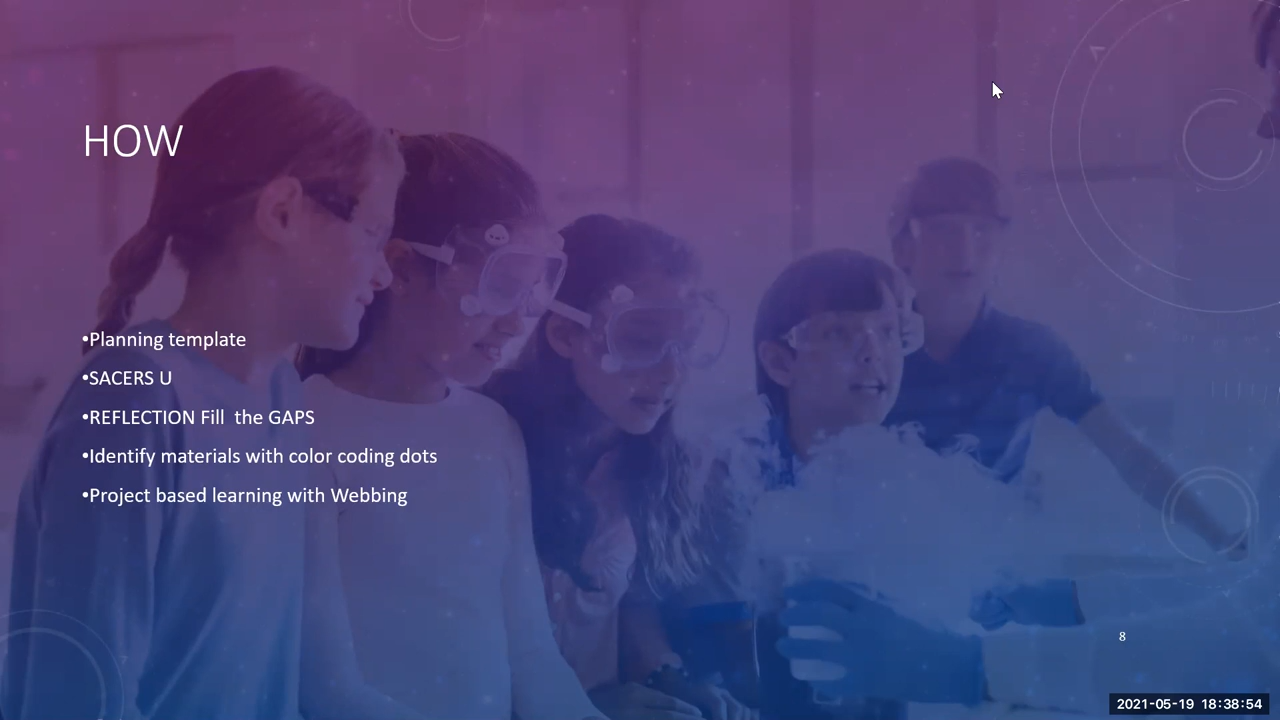 HOW
•Planning template
•SACERS U
•REFLECTION Fill  the GAPS
•Identify materials with color coding dots
•Project based learning with Webbing
8
2021-05-19 18:38:54